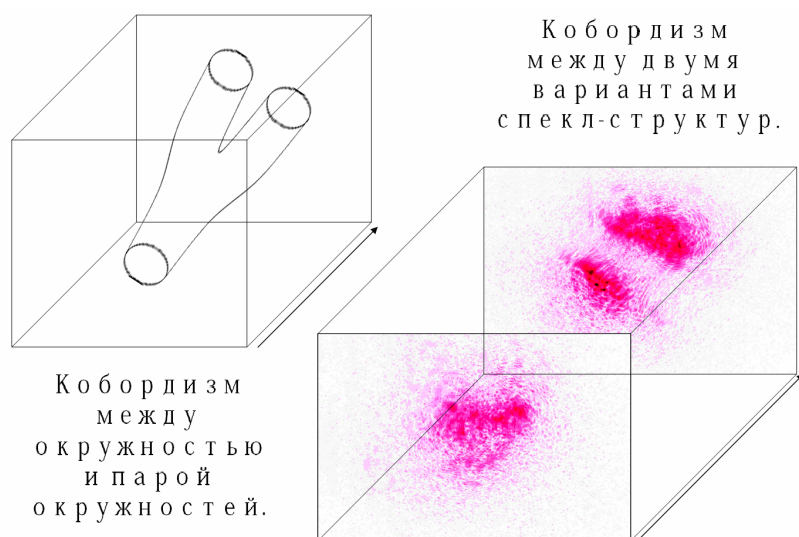 Кобордизм
между двумя
вариантами
спекл-структур.
Кобордизм
между
окружностью
и парой
окружностей.